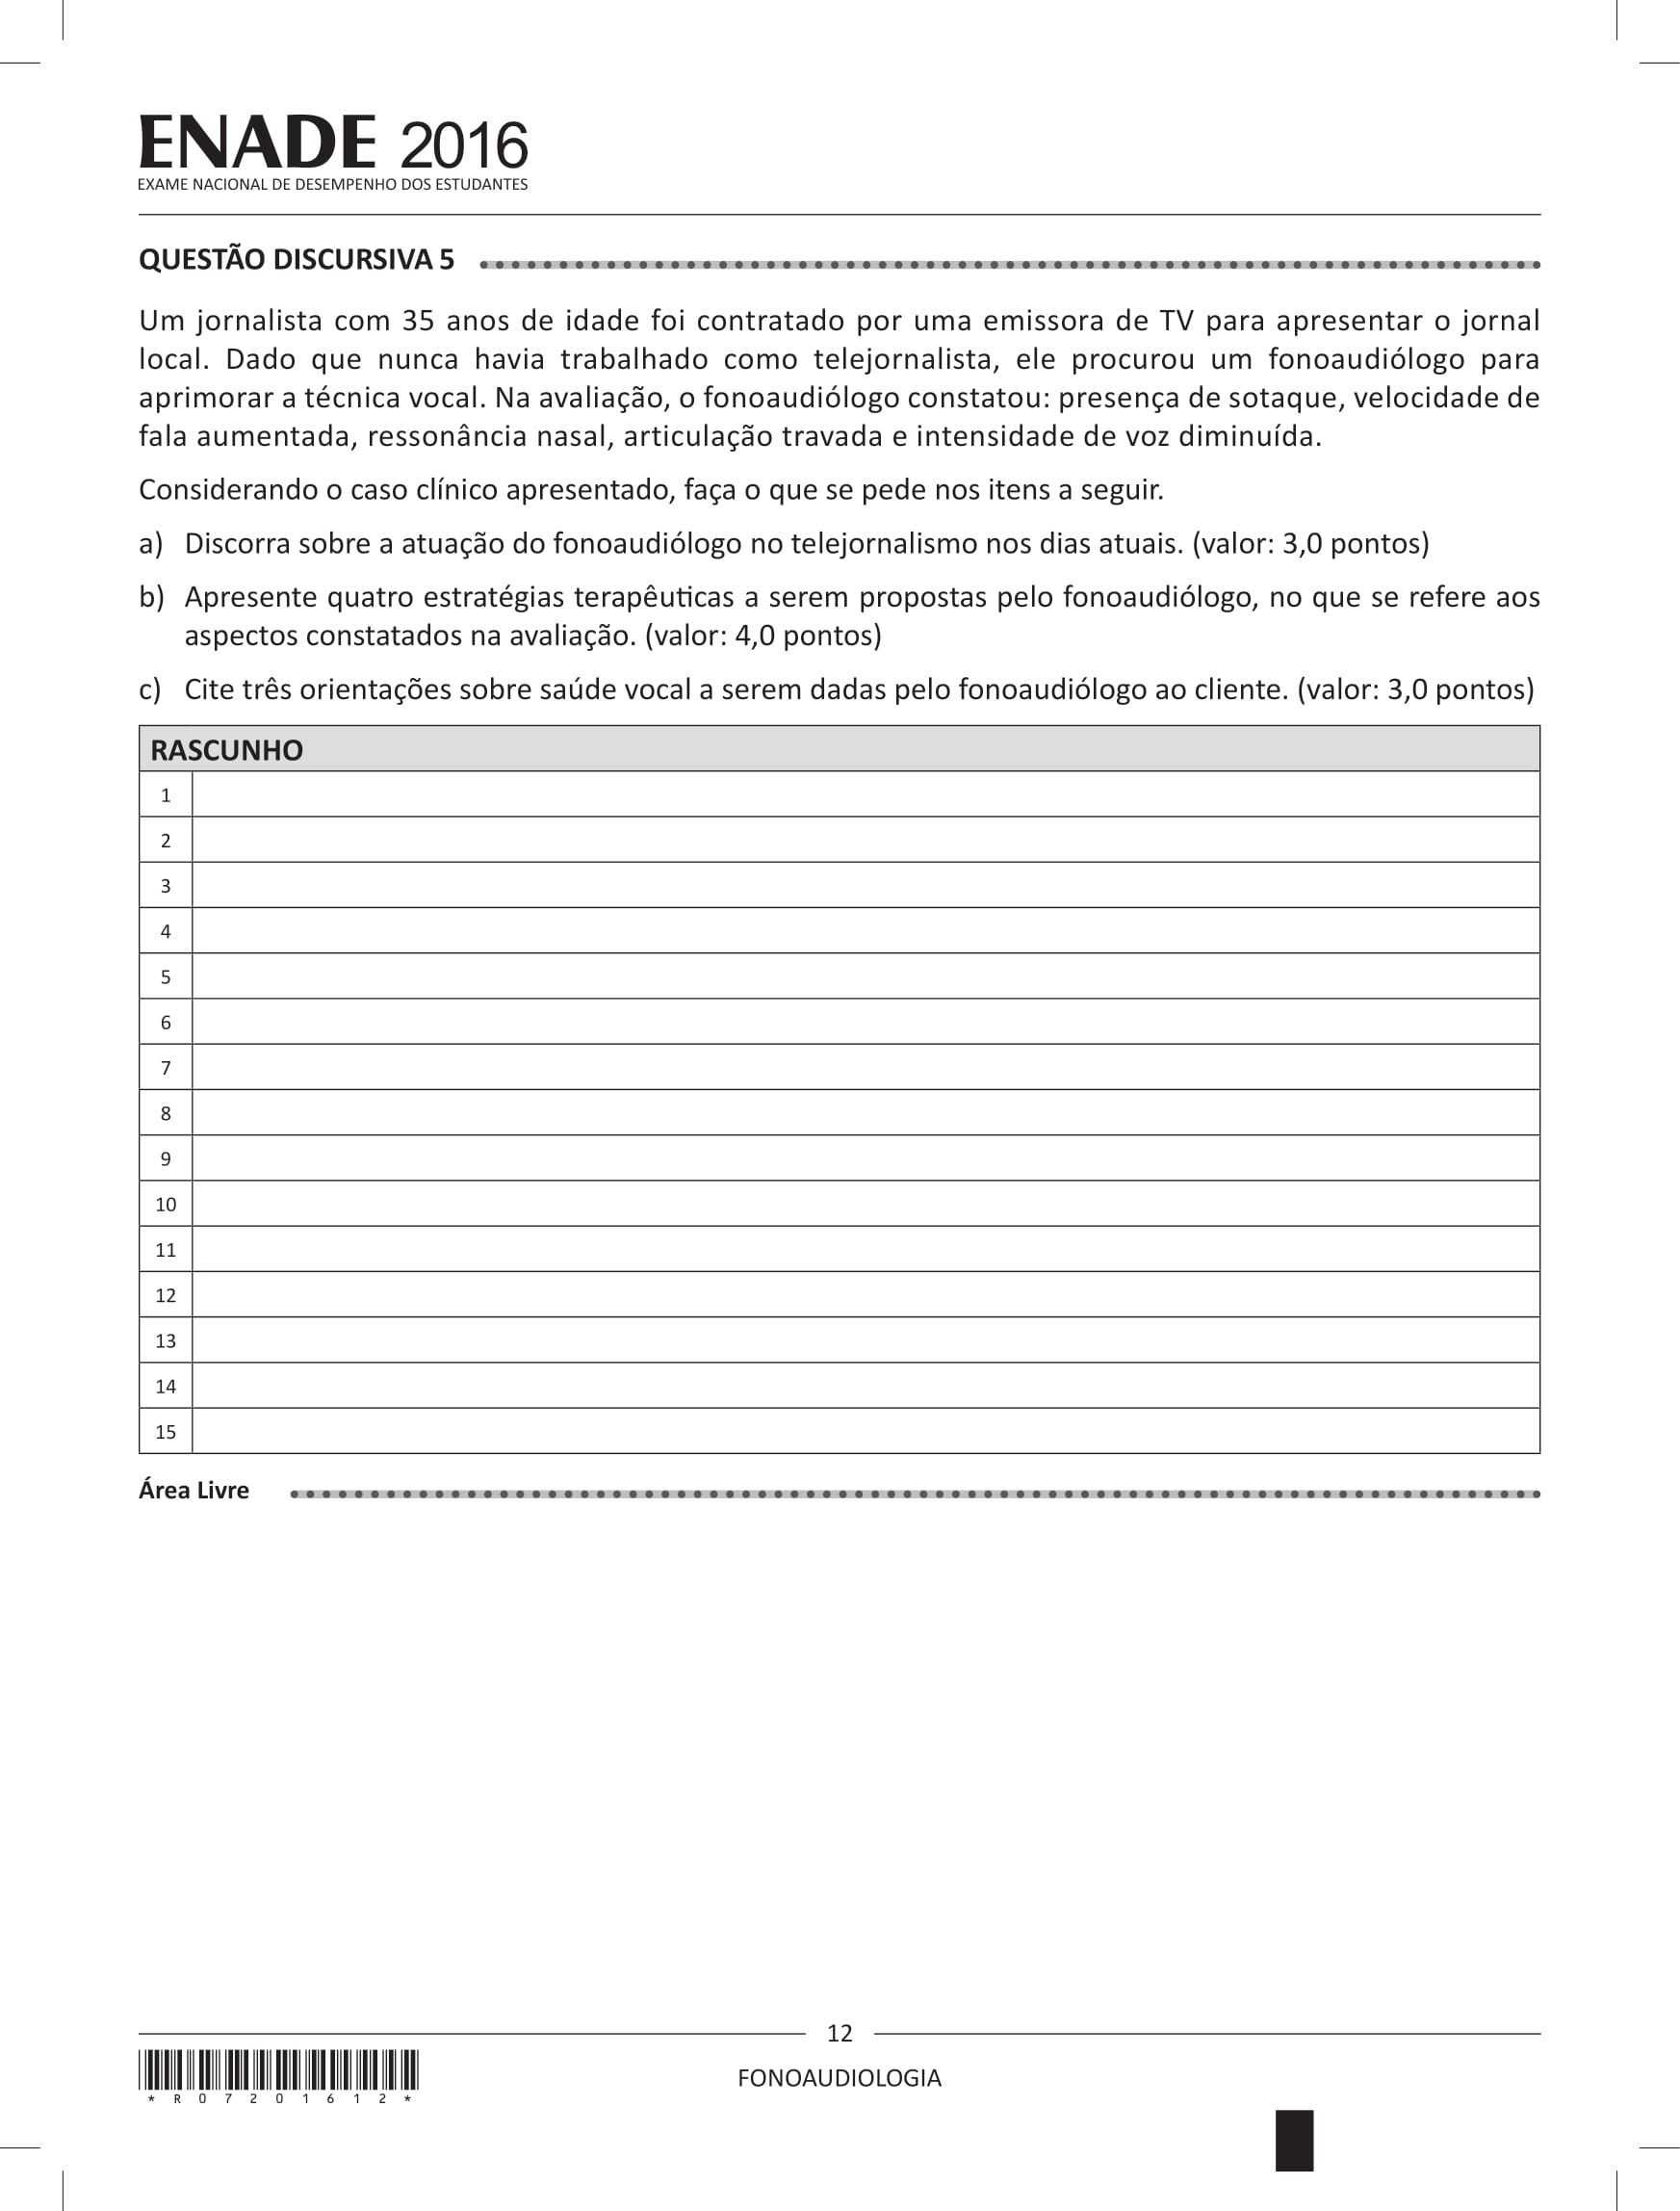 ENADE 2016
EXAME NACIONAL DE DESEMPENHO DOS ESTUDANTES
QUESTÃO DISCURSIVA 5
Um jornalista com 35 anos de idade foi contratado por uma emissora de TV para apresentar o jornal
local. Dado que nunca havia trabalhado como telejornalista, ele procurou um fonoaudiólogo para
aprimorar a técnica vocal. Na avaliação, o fonoaudiólogo constatou: presença de sotaque, velocidade de
fala aumentada, ressonância nasal, articulação travada e intensidade de voz diminuída.
Considerando o caso clínico apresentado, faça o que se pede nos itens a seguir.
a) Discorra sobre a atuação do fonoaudiólogo no telejornalismo nos dias atuais. (valor: 3,0 pontos)
b) Apresente quatro estratégias terapêuticas a serem propostas pelo fonoaudiólogo, no que se refere aos
aspectos constatados na avaliação. (valor: 4,0 pontos)
c) Cite três orientações sobre saúde vocal a serem dadas pelo fonoaudiólogo ao cliente. (valor: 3,0 pontos)
RASCUNHO
1
2
3
4
5
6
7
8
9
10
11
12
13
14
15
Área Livre
12
FONOAUDIOLOGIA
* R 0 7 2 0 1 6 1 2 *